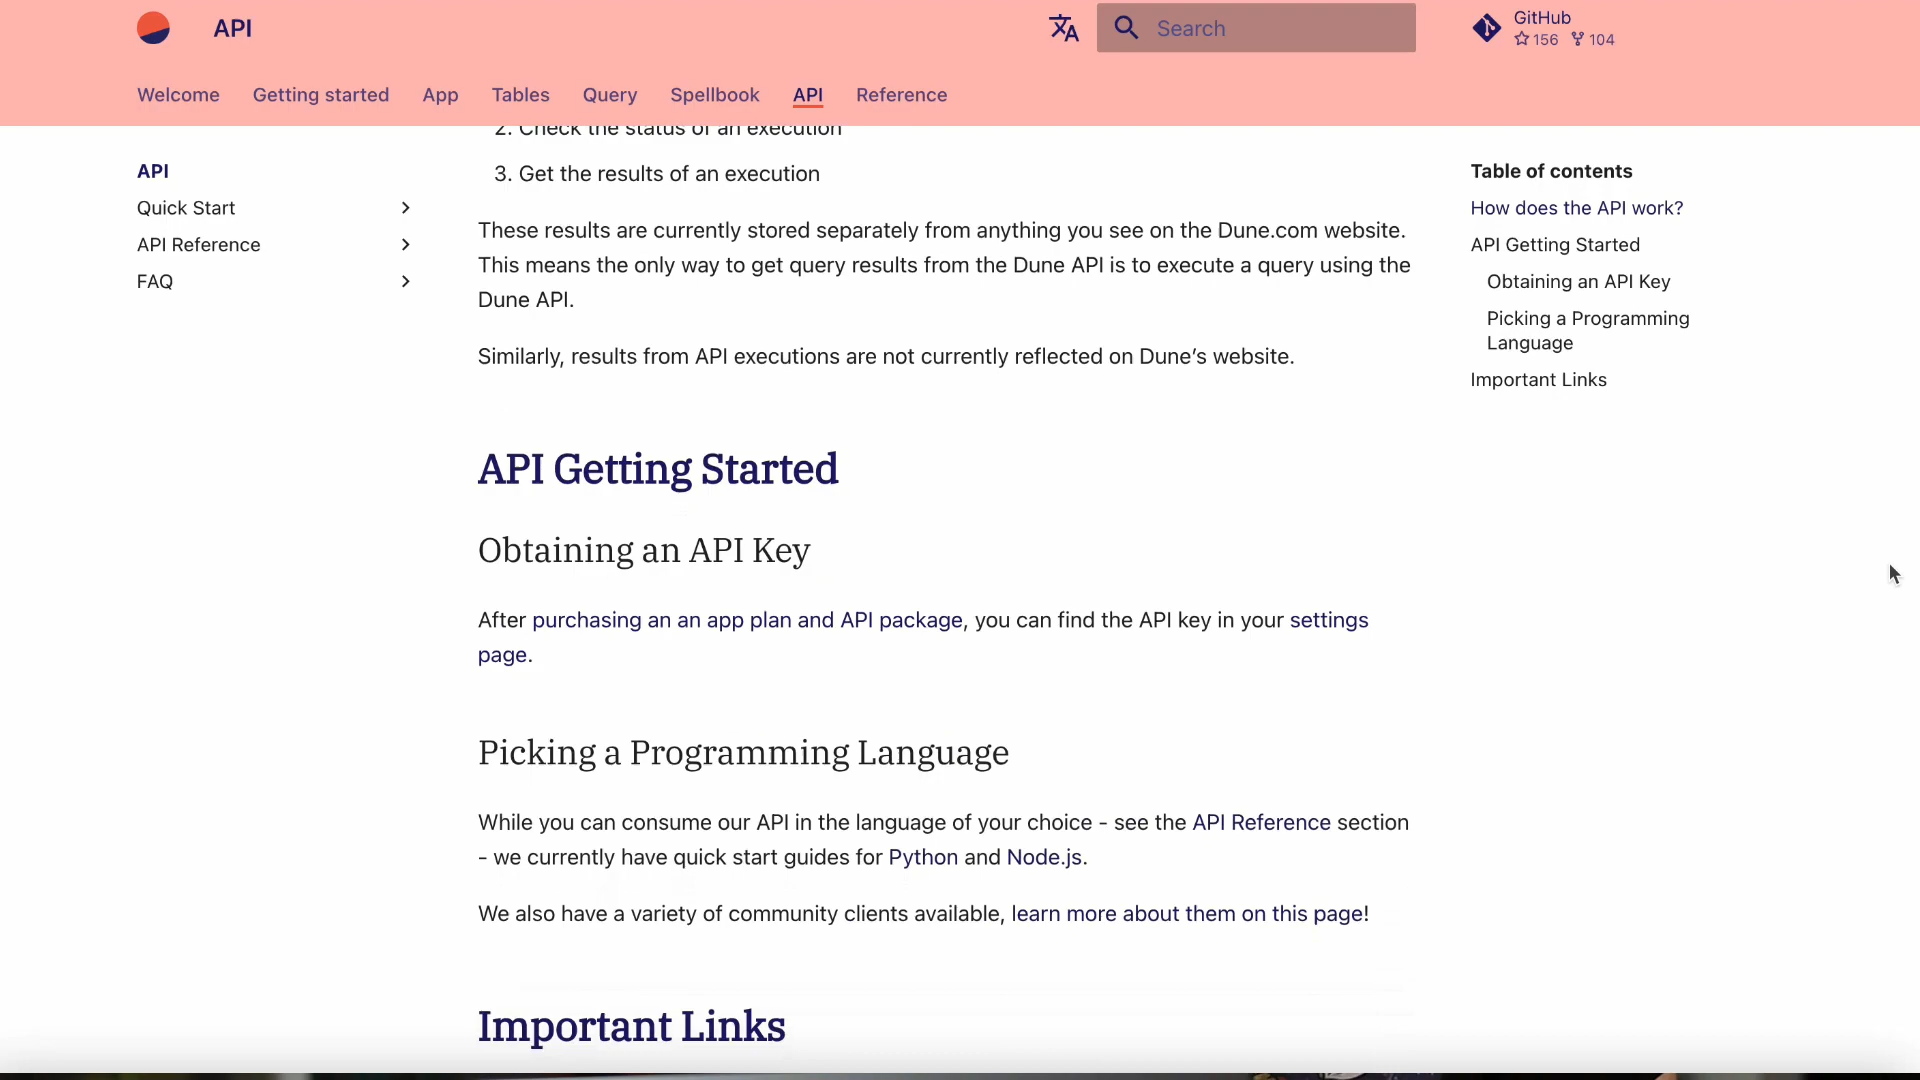 API
Search
GitHub
156 104
Welcome Getting started App Tables Query Spellbook API Reference
2. Check the status of an execution
API
Quick Start
API Reference
FAQ
3. Get the results of an execution
These results are currently stored separately from anything you see on the Dune.com website.
This means the only way to get query results from the Dune API is to execute a query using the
Dune API.
Similarly, results from API executions are not currently reflected on Dune’s website.
API Getting Started
Obtaining an API Key
After purchasing an an app plan and API package, you can find the API key in your settings
page.
Picking a Programming Language
While you can consume our API in the language of your choice - see the API Reference section
- we currently have quick start guides for Python and Node.js.
We also have a variety of community clients available, learn more about them on this page!
Important Links
Table of contents
How does the API work?
API Getting Started
Obtaining an API Key
Picking a Programming
Language
Important Links